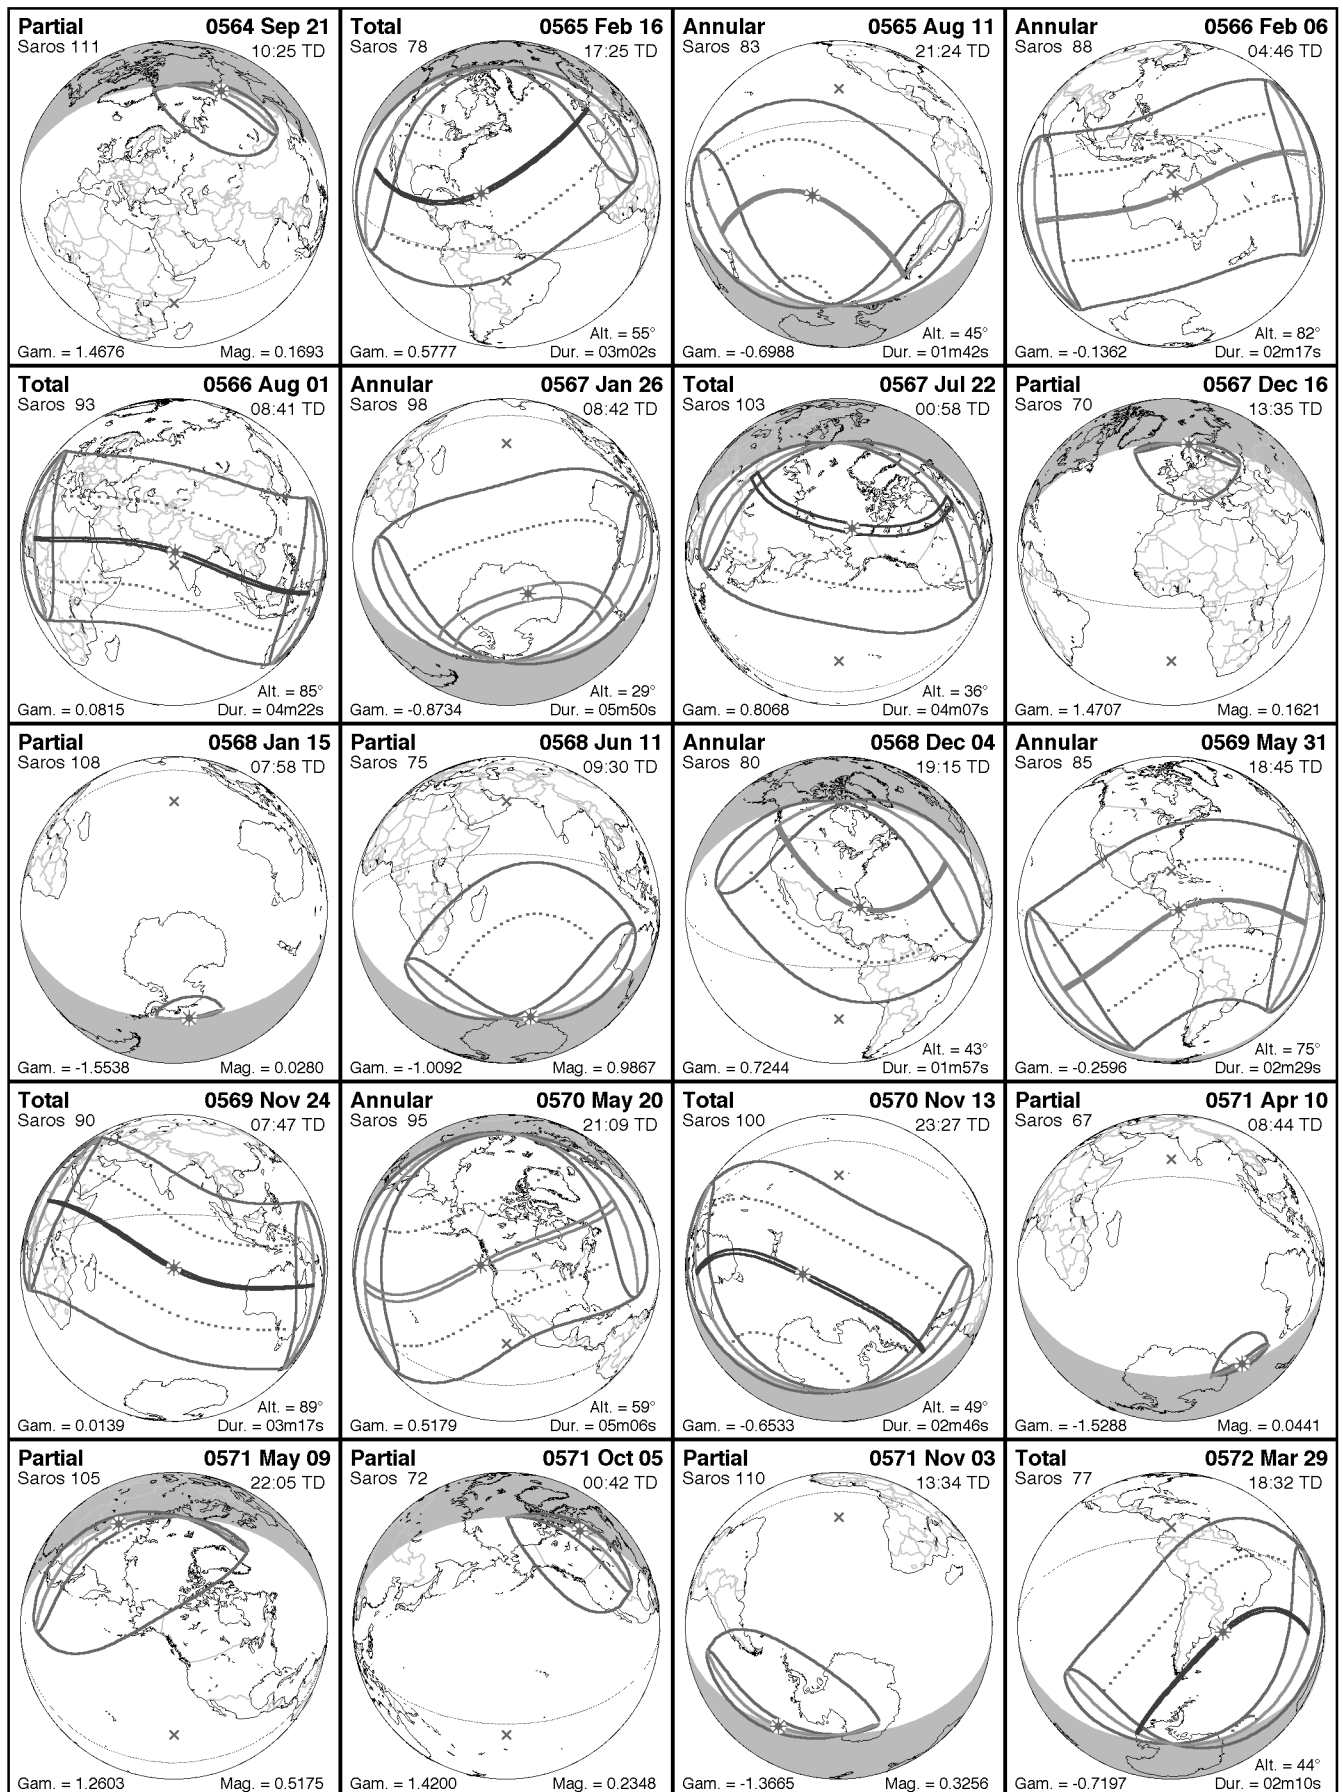 Partial 0564 Sep 21
Saros 111 10:25 TD
Gam. = 1.4676 Mag. = 0.1693
Total 0565 Feb 16
Saros 78 17:25 TD
Alt. = 55°
Gam. = 0.5777 Dur. = 03m02s
Annular 0565 Aug 11
Saros 83 21:24 TD
Alt. = 45°
Gam. = -0.6988 Dur. = 01m42s
Annular 0566 Feb 06
Saros 88 04:46 TD
Alt. = 82°
Gam. = -0.1362 Dur. = 02m17s
Total 0566 Aug 01
Saros 93 08:41 TD
Alt. = 85°
Gam. = 0.0815 Dur. = 04m22s
Annular 0567 Jan 26
Saros 98 08:42 TD
Alt. = 29°
Gam. = -0.8734 Dur. = 05m50s
Total 0567 Jul 22
Saros 103 00:58 TD
Alt. = 36°
Gam. = 0.8068 Dur. = 04m07s
Partial 0567 Dec 16
Saros 70 13:35 TD
Gam. = 1.4707 Mag. = 0.1621
Partial 0568 Jan 15
Saros 108 07:58 TD
Gam. = -1.5538 Mag. = 0.0280
Partial 0568 Jun 11
Saros 75 09:30 TD
Gam. = -1.0092 Mag. = 0.9867
Annular 0568 Dec 04
Saros 80 19:15 TD
Alt. = 43°
Gam. = 0.7244 Dur. = 01m57s
Annular 0569 May 31
Saros 85 18:45 TD
Alt. = 75°
Gam. = -0.2596 Dur. = 02m29s
Total 0569 Nov 24
Saros 90 07:47 TD
Alt. = 89°
Gam. = 0.0139 Dur. = 03m17s
Annular 0570 May 20
Saros 95 21:09 TD
Alt. = 59°
Gam. = 0.5179 Dur. = 05m06s
Total 0570 Nov 13
Saros 100 23:27 TD
Alt. = 49°
Gam. = -0.6533 Dur. = 02m46s
Partial 0571 Apr 10
Saros 67 08:44 TD
Gam. = -1.5288 Mag. = 0.0441
Partial 0571 May 09
Saros 105 22:05 TD
Gam. = 1.2603 Mag. = 0.5175
Partial 0571 Oct 05
Saros 72 00:42 TD
Gam. = 1.4200 Mag. = 0.2348
Partial 0571 Nov 03
Saros 110 13:34 TD
Gam. = -1.3665 Mag. = 0.3256
Total 0572 Mar 29
Saros 77 18:32 TD
Alt. = 44°
Gam. = -0.7197 Dur. = 02m10s